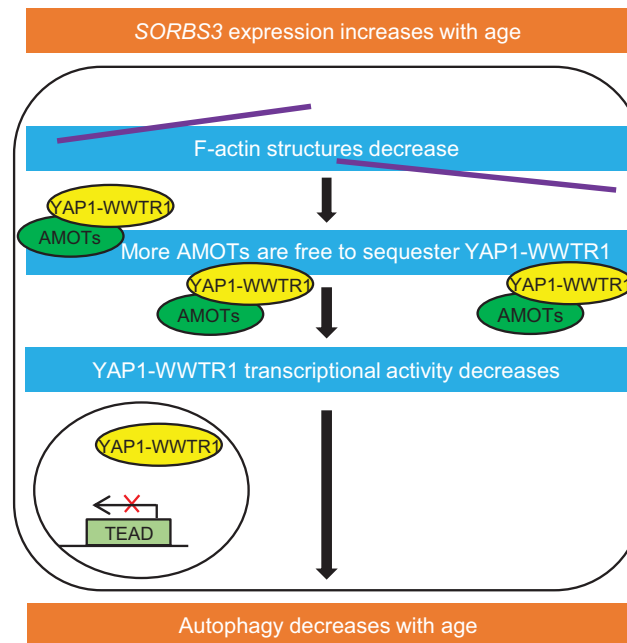 SORBS3 expression increases with age
F-actin structures decrease
YAP1-WWTR1
AMOTs
More AMOTs are free to sequester YAP1-WWTR1
YAP1-WWTR1
AMOTs
YAP1-WWTR1
AMOTs
YAP1-WWTR1 transcriptional activity decreases
YAP1-WWTR1
TEAD
Autophagy decreases with age